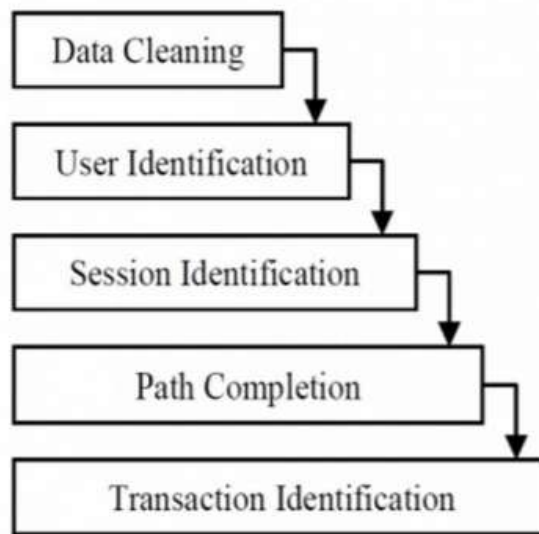 Data Cleaning
User Identification
Session Identification
Path Completion
Transaction Identification